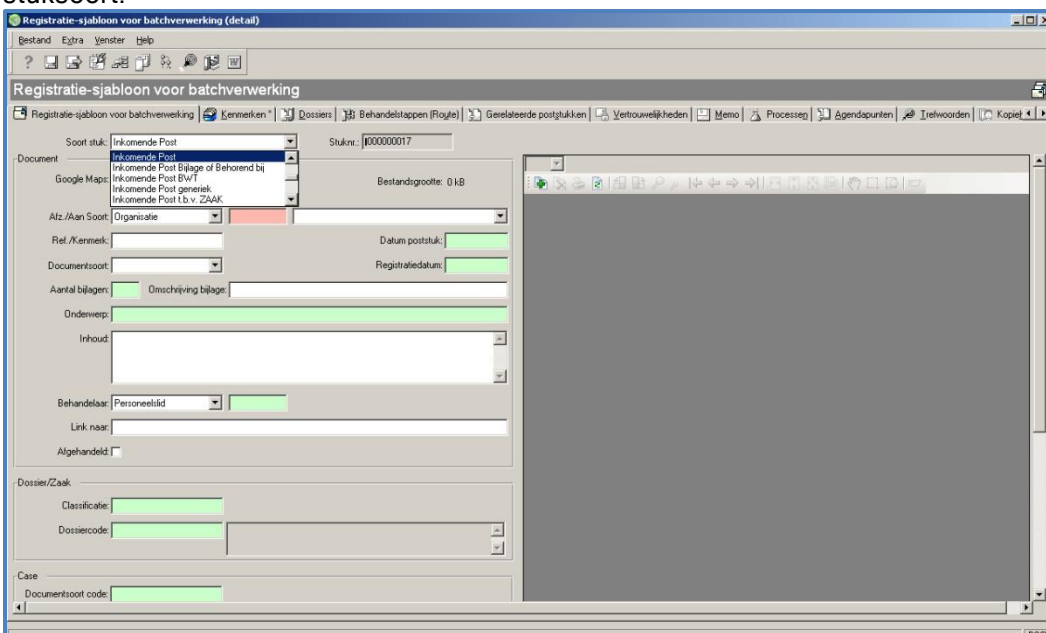 stuksoort.
Registratie-sjabloon voor batchverwerking (detail)
Bestand Extra Venster Help
Registratie-sjabloon voor batchverwerking
Registratie-sjabloon voor batchverwerking Kenmerken * Dossiers Behandelstappen (Route) Gerelateerde poststukken Vertrouwelijkheden Memo Processen Agendapunten Trefwoorden Kopiet
Soort stuk: Inkomende Post Stuknr.: I000000017
Inkomende Post
Document Inkomende Post Bijlage of Behorend bij
Google Maps: Inkomende Post BWT Bestandsgrootte: 0 kB
Inkomende Post generiek
Inkomende Post t.b.v. ZAAK
Afz./Aan Soort: Organisatie
Ref./Kenmerk: Datum poststuk:
Documentsoort: Registratiedatum:
Aantal bijlagen: Omschrijving bijlage:
Onderwerp:
Inhoud:
Behandelaar: Personeelslid
Link naar:
Afgehandeld:
Dossier/Zaak
Classificatie:
Dossiercode:
Case
Documentsoort code: